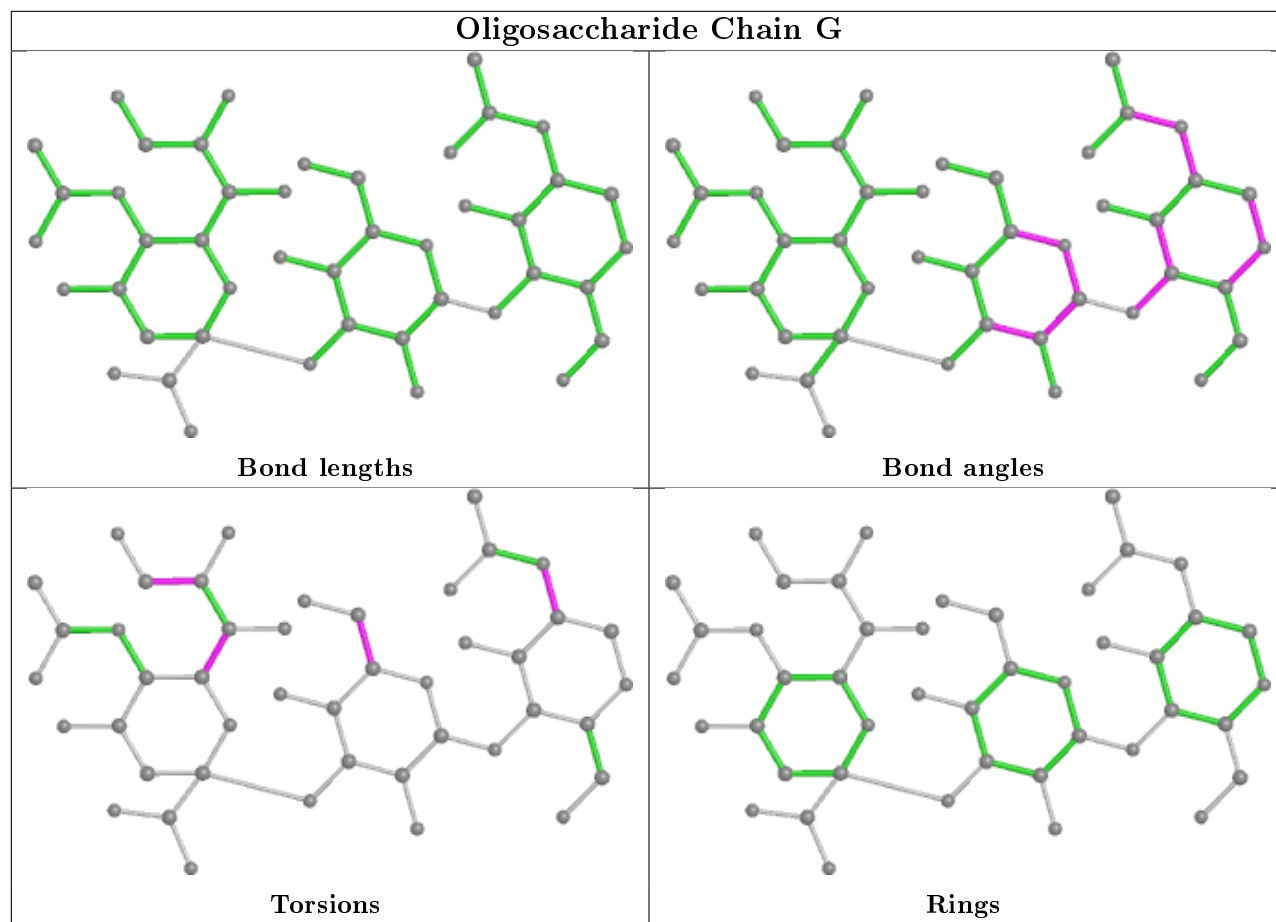 Oligosaccharide Chain G
Bond lengths
Bond angles
Torsions
Rings